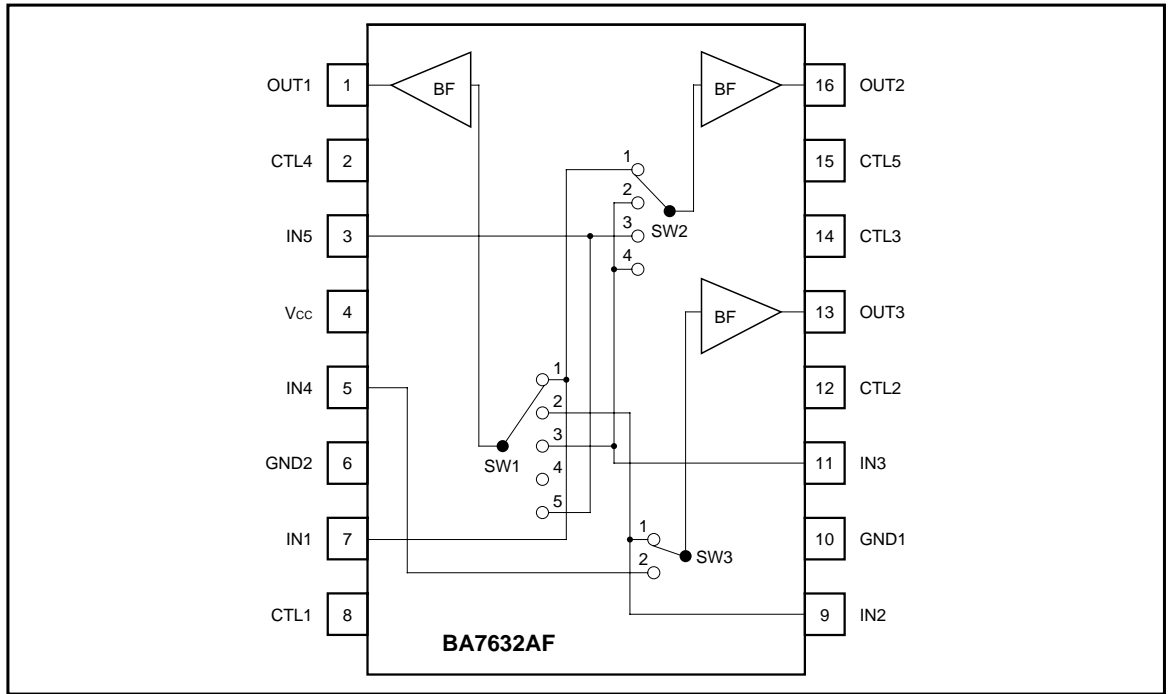 OUT1 1 BF BF 16 OUT2
CTL4 2 1 15 CTL5
2
IN5 3 3 SW2 14 CTL3
4
Vcc 4 BF 13 OUT3
1
IN4 5 2 12 CTL2
3
GND2 6 SW1 4 11 IN3
5
IN1 7 1 SW3 10 GND1
2
CTL1 8 9 IN2
BA7632AF